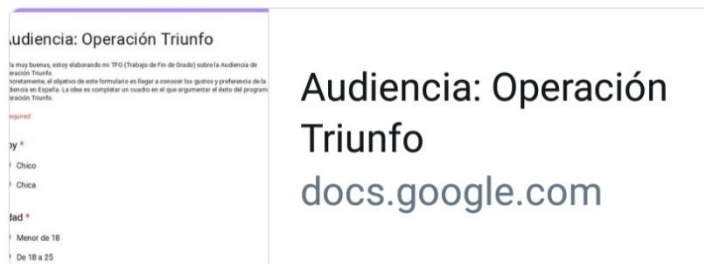 udiencia: Operación Triunfo
la muy buenas, estoy elaborando mi TFG (Trabajo de Fin de Grado) sobre la Audiencia de
eración Triunfo.
ncretamente, el objetivo de este formulario es llegar a conocer los gustos y preferencia de la
diencia en España. La idea es completar un cuadro en el que argumentar el éxito del program
eración Triunfo.
equired
oy *
Chico
Chica
dad *
Menor de 18
De 18 a 25
Audiencia: Operación
Triunfo
docs.google.com